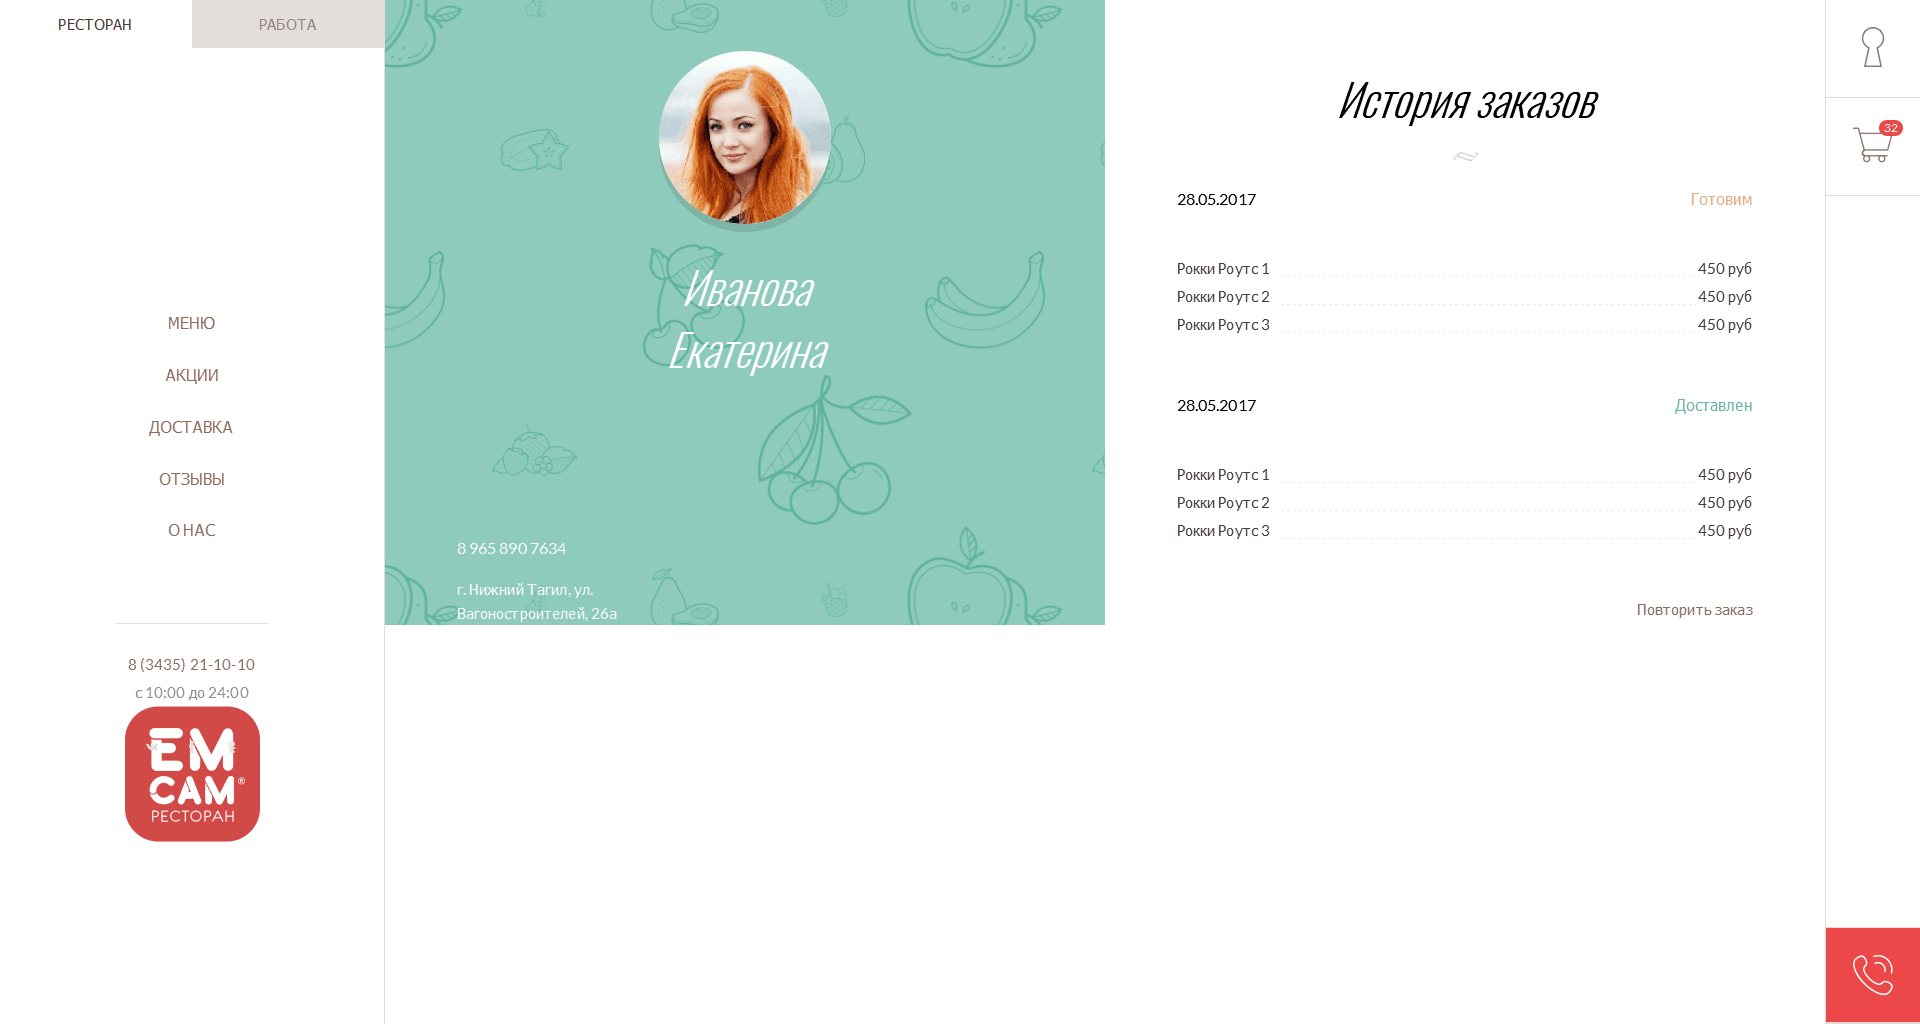 РЕСТОРАН
РАБОТА
МЕНЮ
АКЦИИ
ДОСТАВКА
ОТЗЫВЫ
О НАС
8 (3435) 21-10-10
с 10:00 до 24:00
ЕМ
САМ®
РЕСТОРАН
Иванова
Екатерина
8 965 890 7634
г. Нижний Тагил, ул.
Вагоностроителей, 26а
История заказов
28.05.2017 Готовим
Рокки Роутс 1 450 руб
Рокки Роутс 2 450 руб
Рокки Роутс 3 450 руб
28.05.2017 Доставлен
Рокки Роутс 1 450 руб
Рокки Роутс 2 450 руб
Рокки Роутс 3 450 руб
Повторить заказ
32